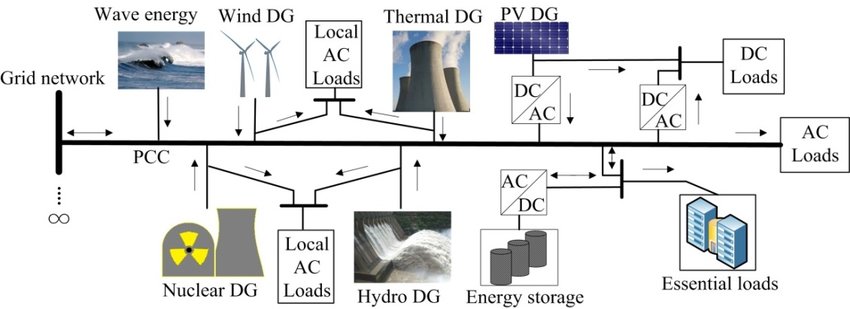 Wave energy
Wind DG
Local
AC
Loads
Thermal DG
PV DG
DC
AC
DC
AC
DC
Loads
Grid network
PCC
AC
Loads
∞
Nuclear DG
Local
AC
Loads
Hydro DG
AC
DC
Energy storage
Essential loads